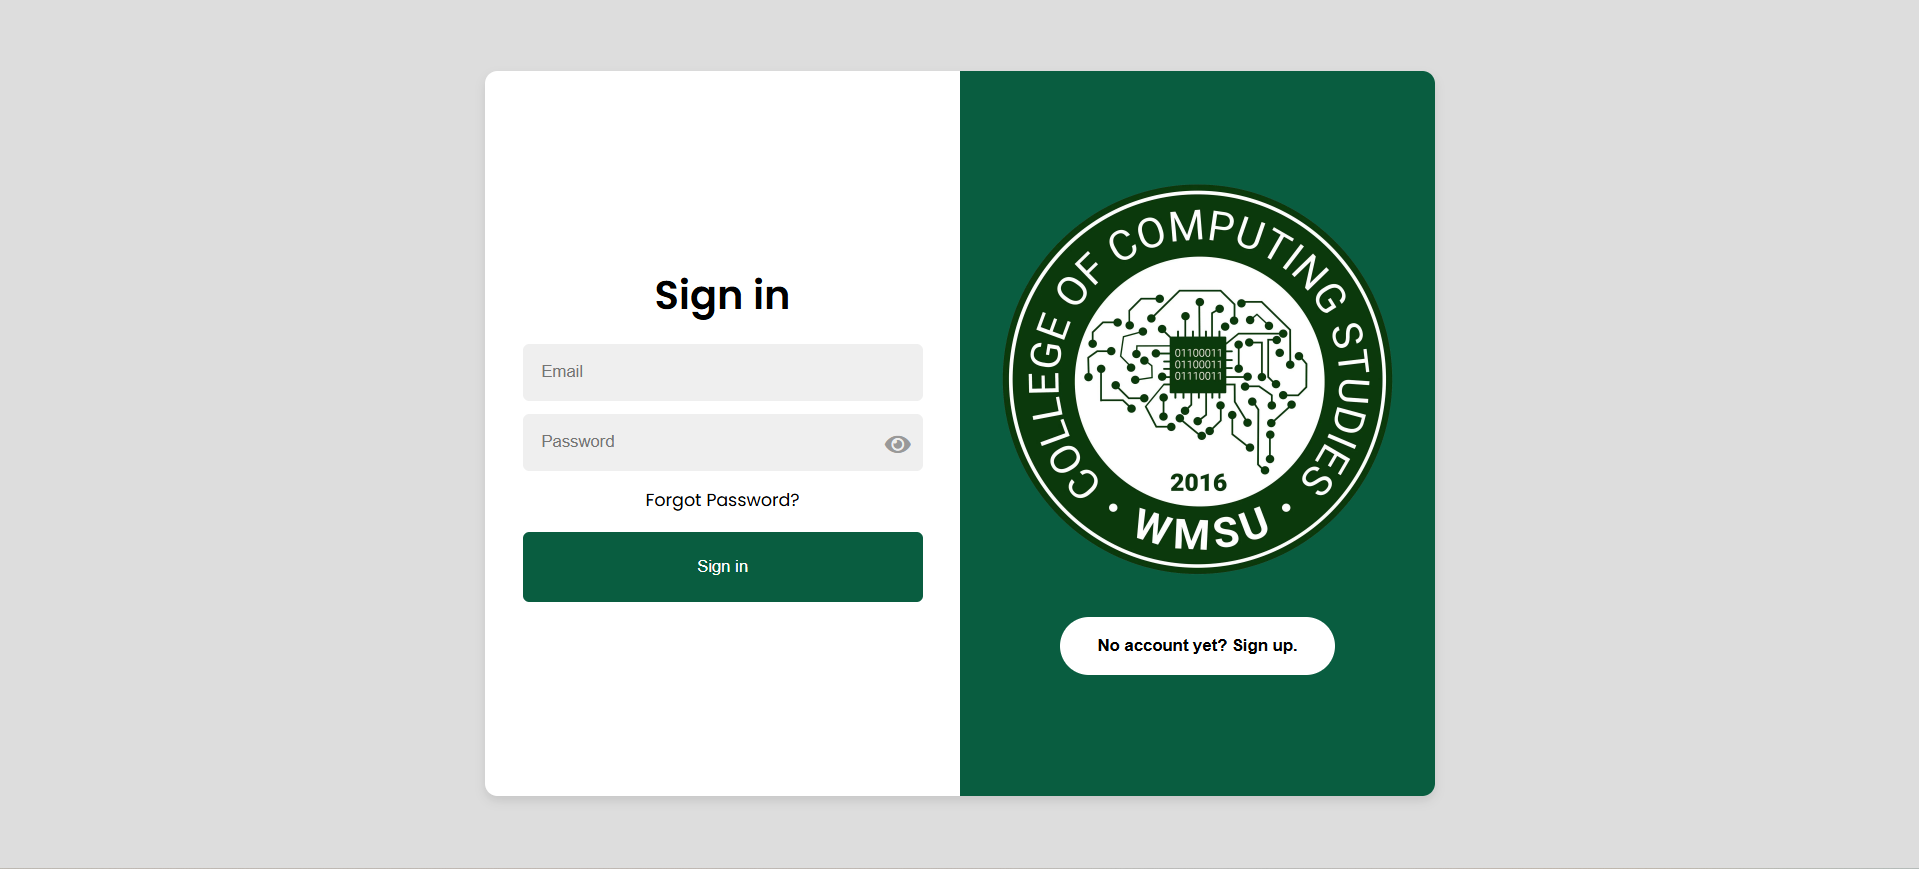 Sign in
Email
Password
Forgot Password?
Sign in
COLLEGE OF COMPUTING STUDIES
01100011
01100011
01110011
2016
• WMSU •
No account yet? Sign up.